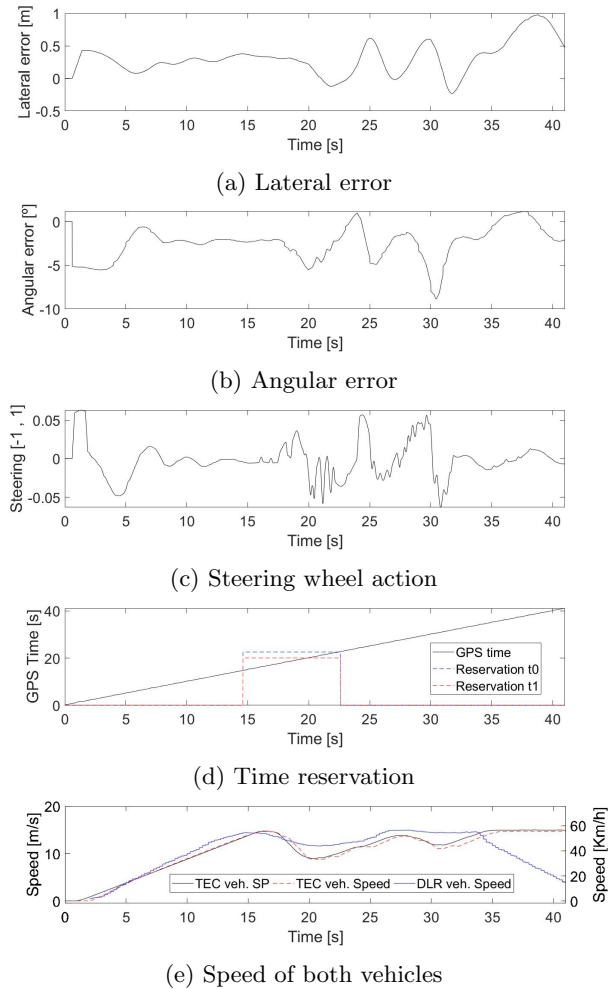 Lateral error [m]
1
0.5
0
-0.5
0 5 10 15 20 25 30 35 40
Time [s]
(a) Lateral error
Angular error [º]
0
-5
-10
0 5 10 15 20 25 30 35 40
Time [s]
(b) Angular error
Steering [-1 , 1]
0.05
0
-0.05
0 5 10 15 20 25 30 35 40
Time [s]
(c) Steering wheel action
GPS Time [s]
40
20
0
GPS time
Reservation t0
Reservation t1
0 5 10 15 20 25 30 35 40
Time [s]
(d) Time reservation
Speed [m/s]
20
10
0
TEC veh. SP TEC veh. Speed DLR veh. Speed
60
40
20
0
Speed [Km/h]
0 5 10 15 20 25 30 35 40
Time [s]
(e) Speed of both vehicles